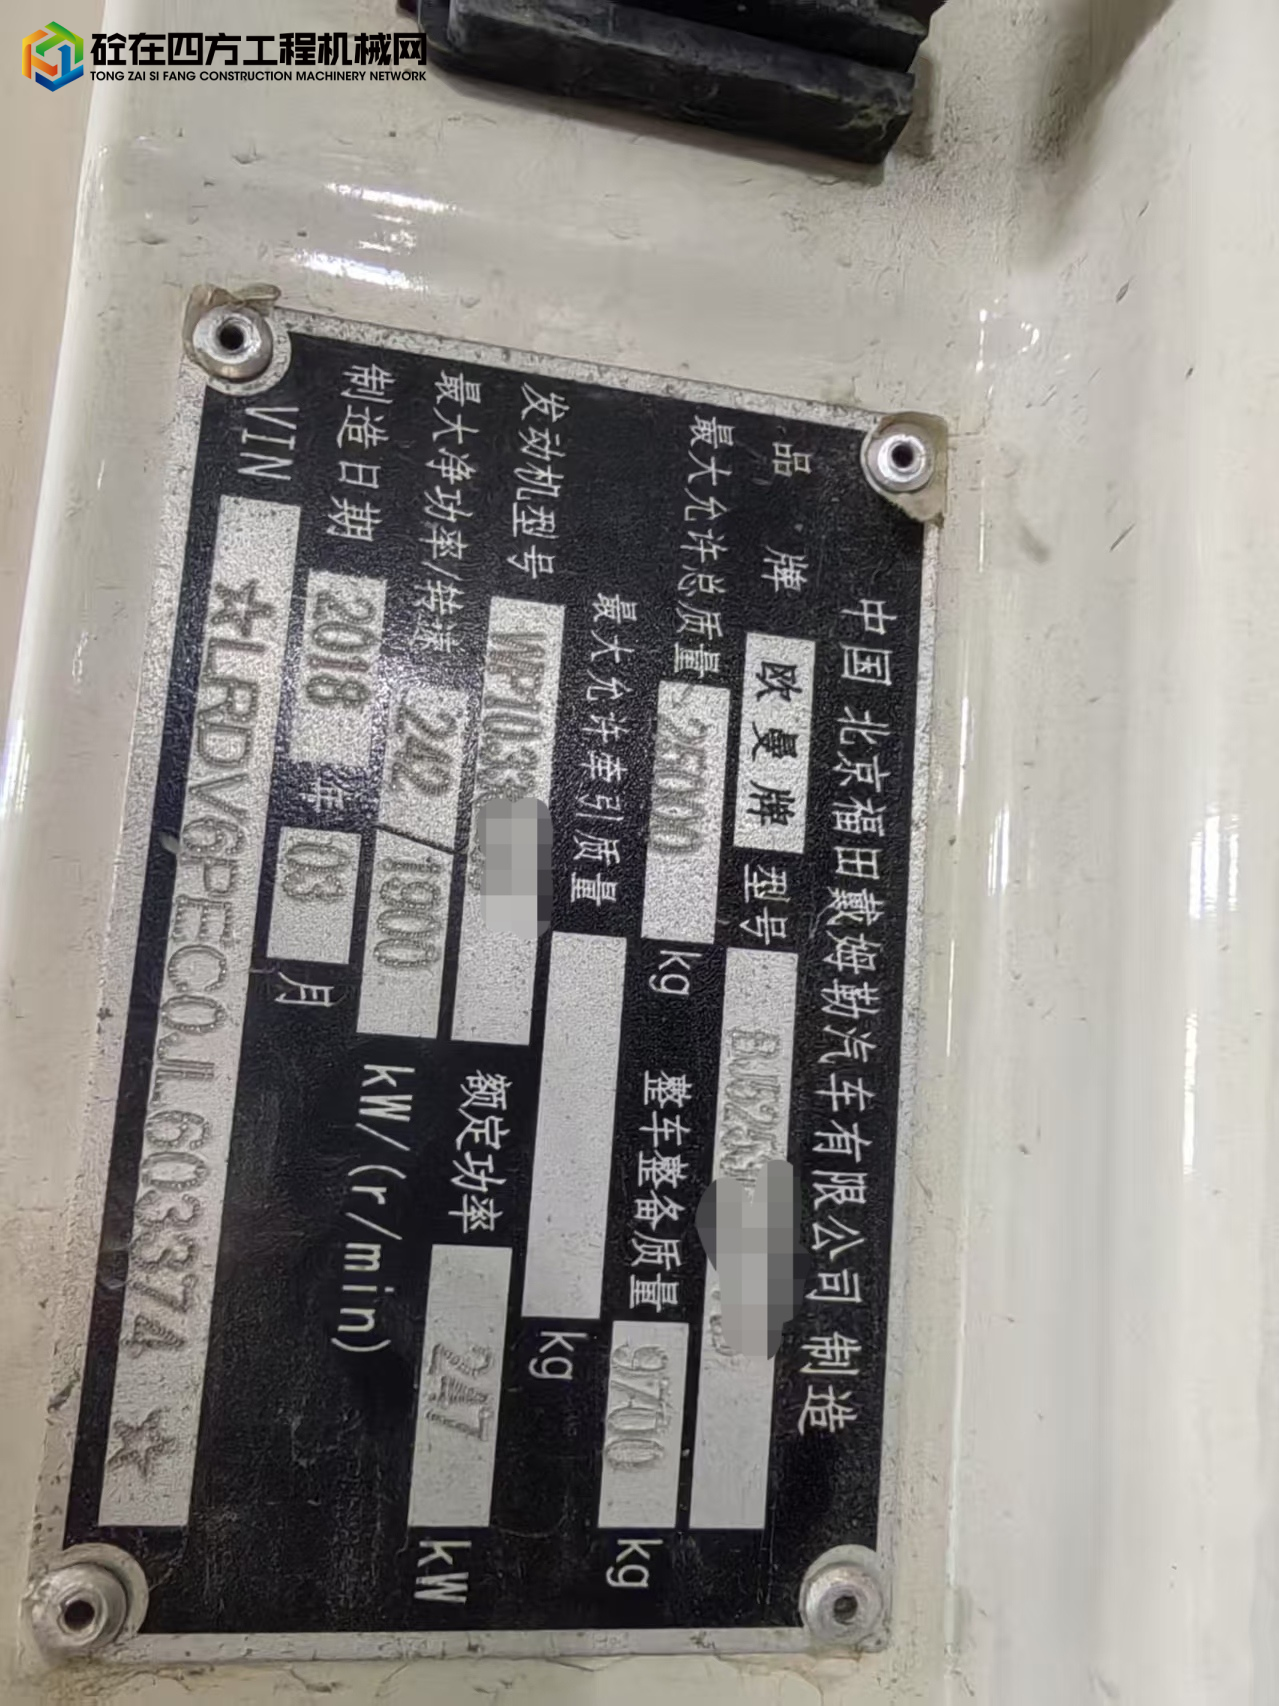 砼在四方工程机械网
TONG ZAI SI FANG CONSTRUCTION MACHINERY NETWORK
中国 北京福田戴姆勒汽车有限公司 制造
品牌 欧曼牌 型号 BJ525
最大允许总质量 25000 kg 整车整备质量 9700 kg
最大允许牵引质量 kg
发动机型号 WP10.33 额定功率 247 kW
最大净功率/转速 242/1900 kW/(r/min)
制造日期 2018 年 03 月
VIN ☆LRDV6PEC0JL603374☆